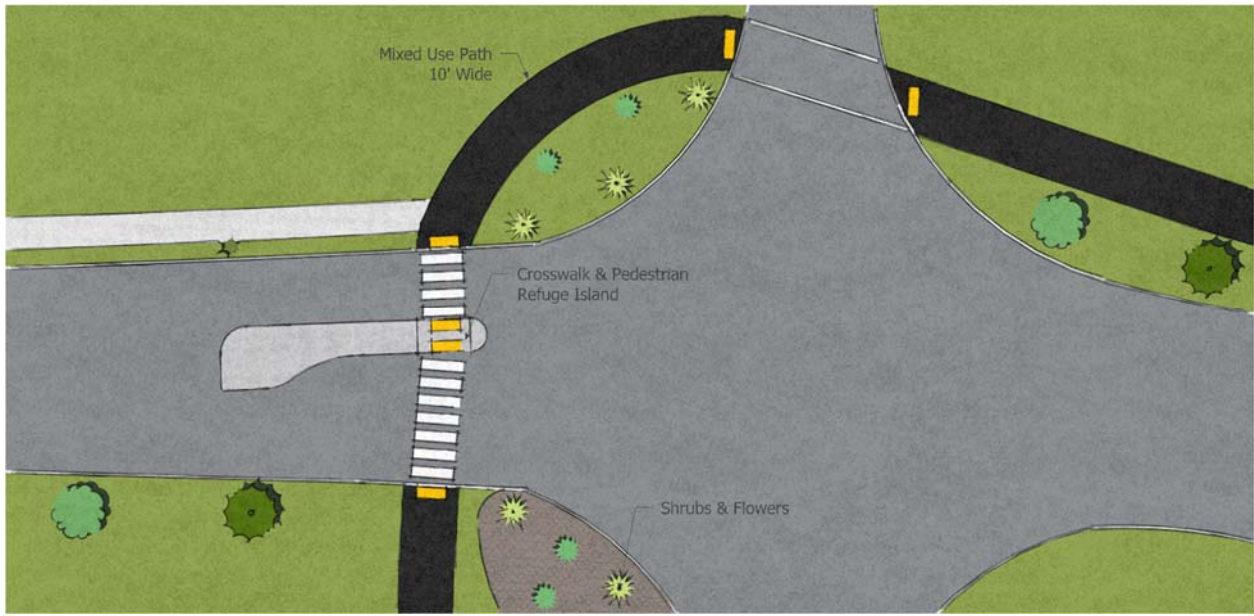 Mixed Use Path
10' Wide
Crosswalk & Pedestrian
Refuge Island
Shrubs & Flowers